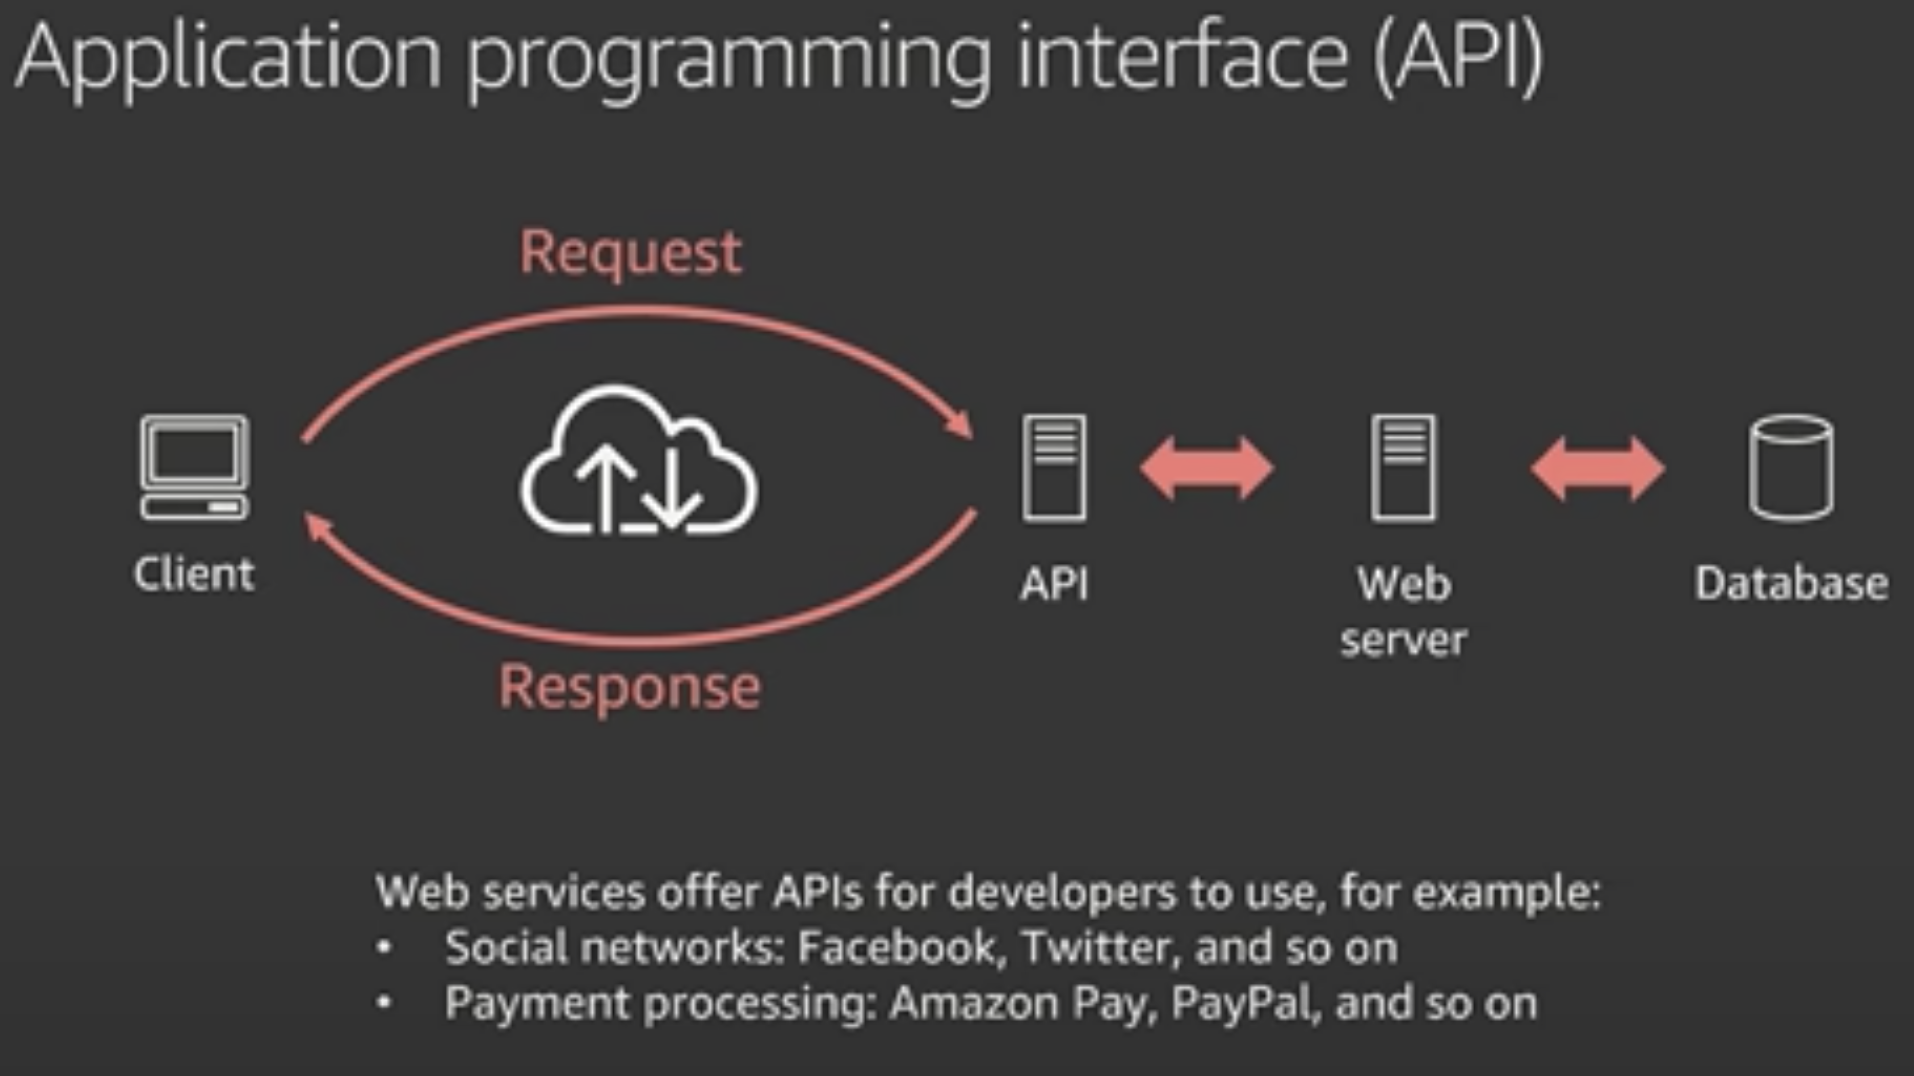 Application programming interface (API)
Request
Client
API
Web
server
Database
Response
Web services offer APIs for developers to use, for example:
• Social networks: Facebook, Twitter, and so on
• Payment processing: Amazon Pay, PayPal, and so on